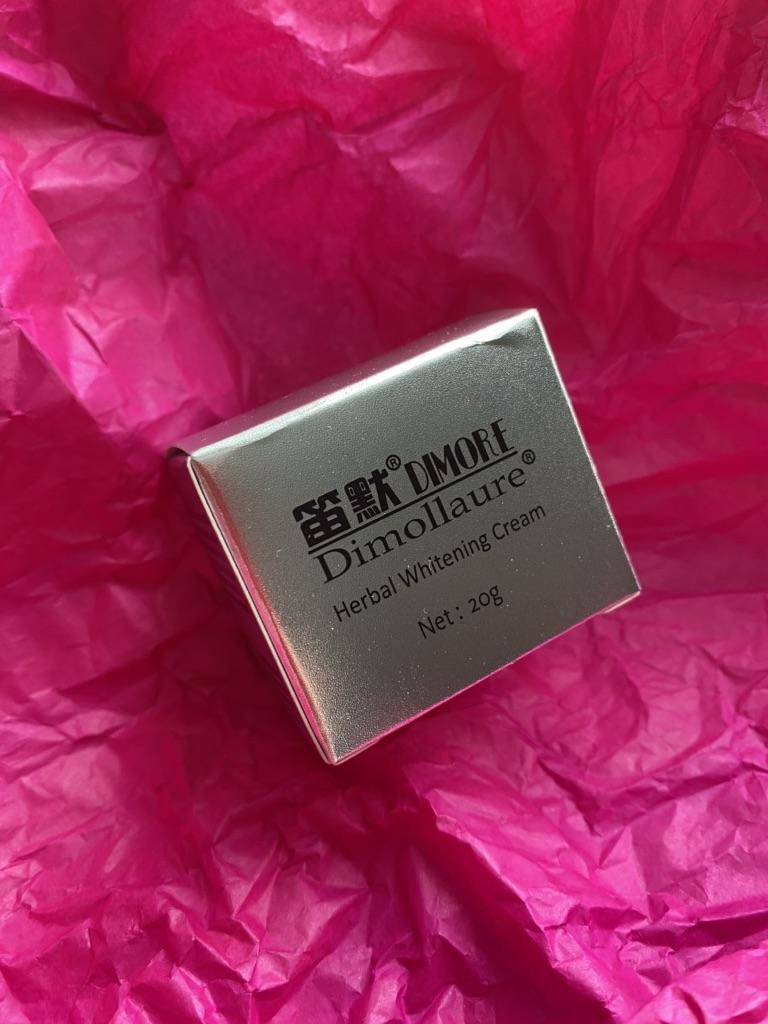 笛默® DIMORE
Dimollaure®
Herbal Whitening Cream
Net: 20g